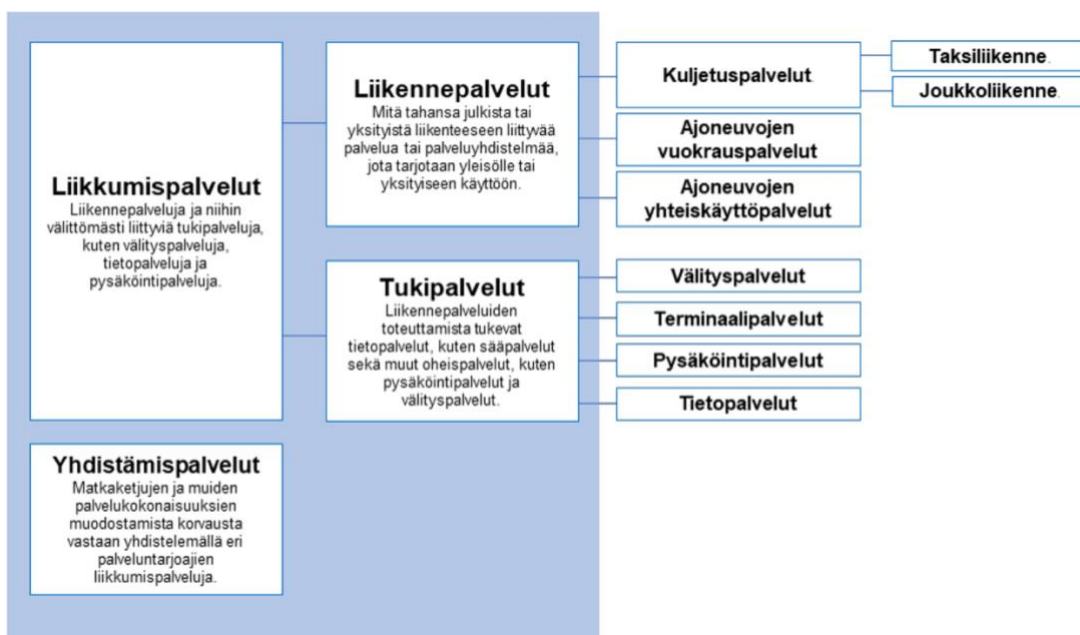 Liikkumispalvelut
Liikennepalveluja ja niihin
välittömästi liittyviä tukipalveluja,
kuten välityspalveluja,
tietopalveluja ja
pysäköintipalveluja.
Liikennepalvelut
Mitä tahansa julkista tai
yksityistä liikenteeseen liittyvää
palvelua tai palveluyhdistelmää,
jota tarjotaan yleisölle tai
yksityiseen käyttöön.
Kuljetuspalvelut.
Taksiliikenne.
Joukkoliikenne.
Ajoneuvojen
vuokrauspalvelut
Ajoneuvojen
yhteiskäyttöpalvelut
Tukipalvelut
Liikennepalveluiden
toteuttamista tukevat
tietopalvelut, kuten sääpalvelut
sekä muut oheispalvelut, kuten
pysäköintipalvelut ja
välityspalvelut.
Välityspalvelut
Terminaalipalvelut
Pysäköintipalvelut
Tietopalvelut
Yhdistämispalvelut
Matkaketjujen ja muiden
palvelukokonaisuuksien
muodostamista korvausta
vastaan yhdistelemällä eri
palveluntarjoajien
liikkumispalveluja.